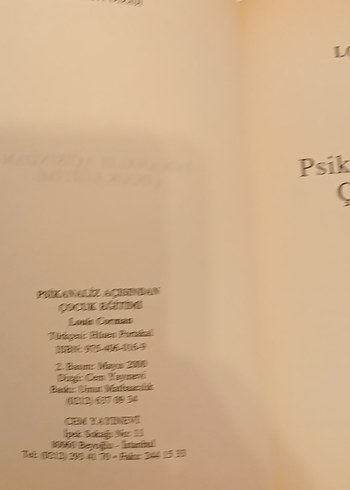 PSİKANALİZ AÇISINDAN
ÇOCUK EĞİTİMİ
Louis Corman
Türkçesi: Hüsen Portakal
ISBN: 975-406-016-9
2. Basım: Mayıs 2000
Dizgi: Cem Yayınevi
Baskı: Umut Matbaacılık
(0212) 637 09 34
CEM YAYINEVİ
İpek Sokağı No: 11
80060 Beyoğlu - İstanbul
Tel: (0212) 293 41 70 • Faks: 244 15 33
Psik
Ç